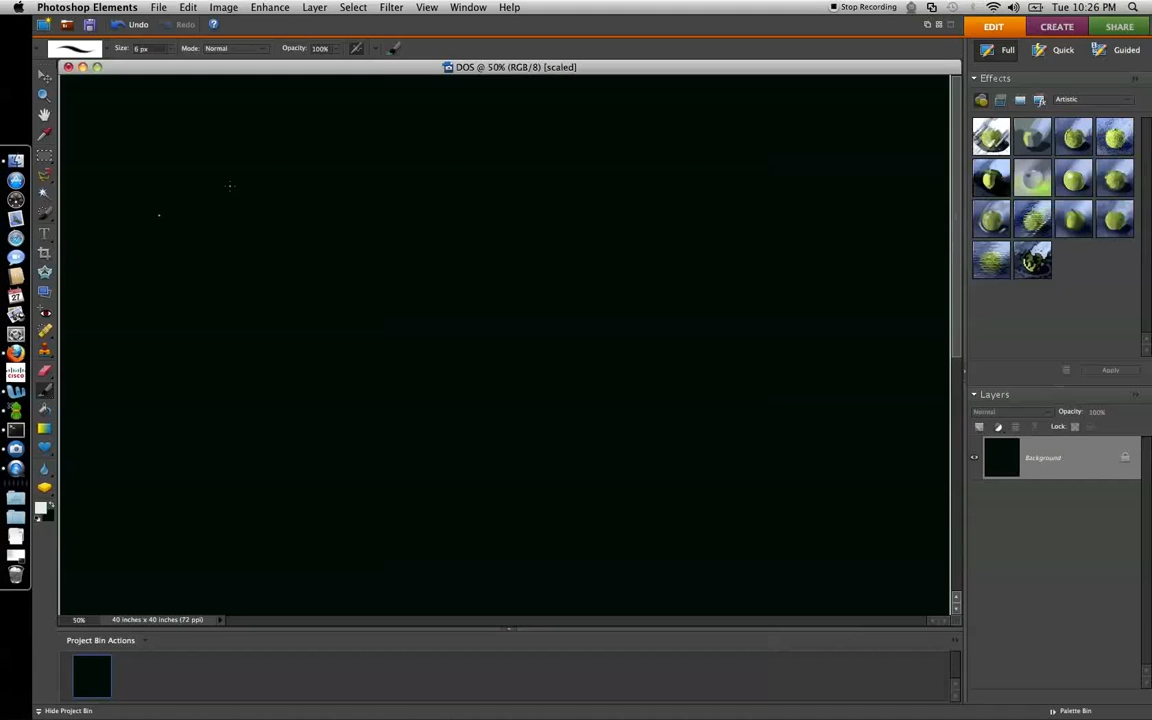 Photoshop Elements File Edit Image Enhance Layer Select Filter View Window Help Stop Recording Tue 10:26 PM
Undo Redo EDIT CREATE SHARE
Size: 6 px Mode: Normal Opacity: 100% Full Quick Guided
DOS @ 50% (RGB/8) [scaled]
Effects
Artistic
27
CISCO
Apply
Layers
Normal Opacity: 100%
Lock:
Background
50% 40 inches x 40 inches (72 ppi)
Project Bin Actions
Hide Project Bin Palette Bin